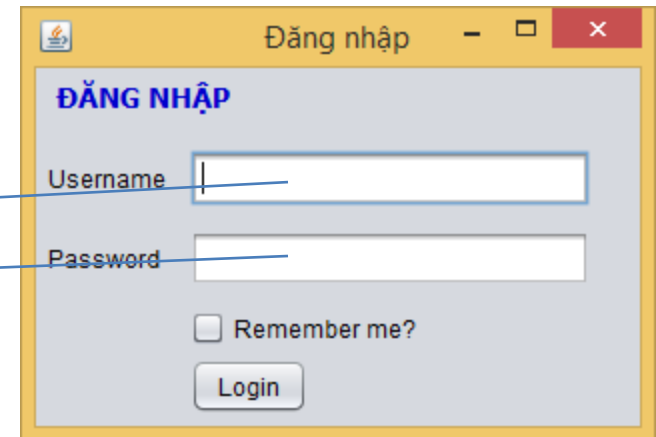 Đăng nhập
ĐĂNG NHẬP
Username
Password
Remember me?
Login